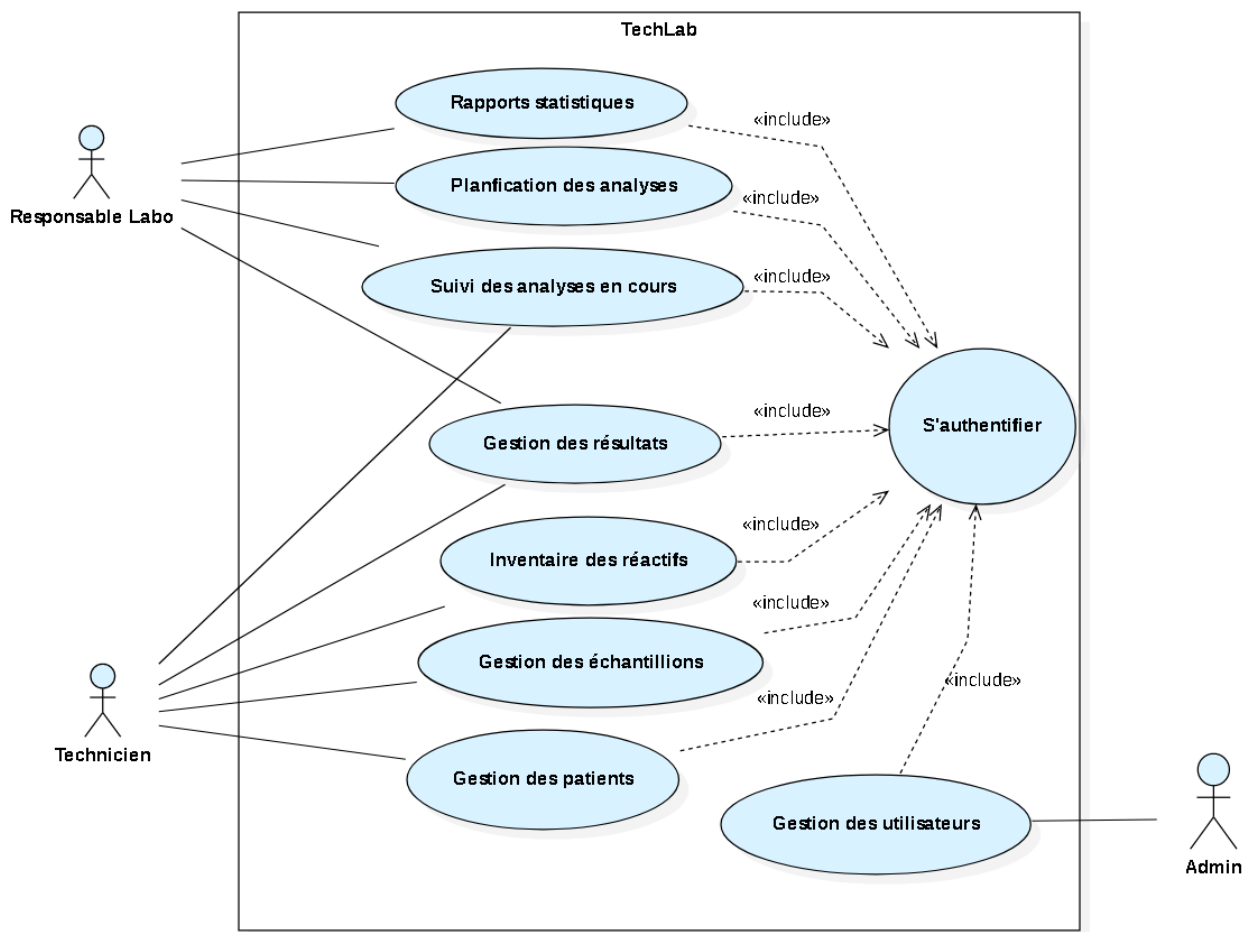 TechLab
Rapports statistiques
«include»
Planfication des analyses
«include»
Responsable Labo
Suivi des analyses en cours
«include»
«include»
S'authentifier
Gestion des résultats
«include»
Inventaire des réactifs
«include»
Gestion des échantillions
«include»
«include»
Technicien
Gestion des patients
Gestion des utilisateurs
Admin